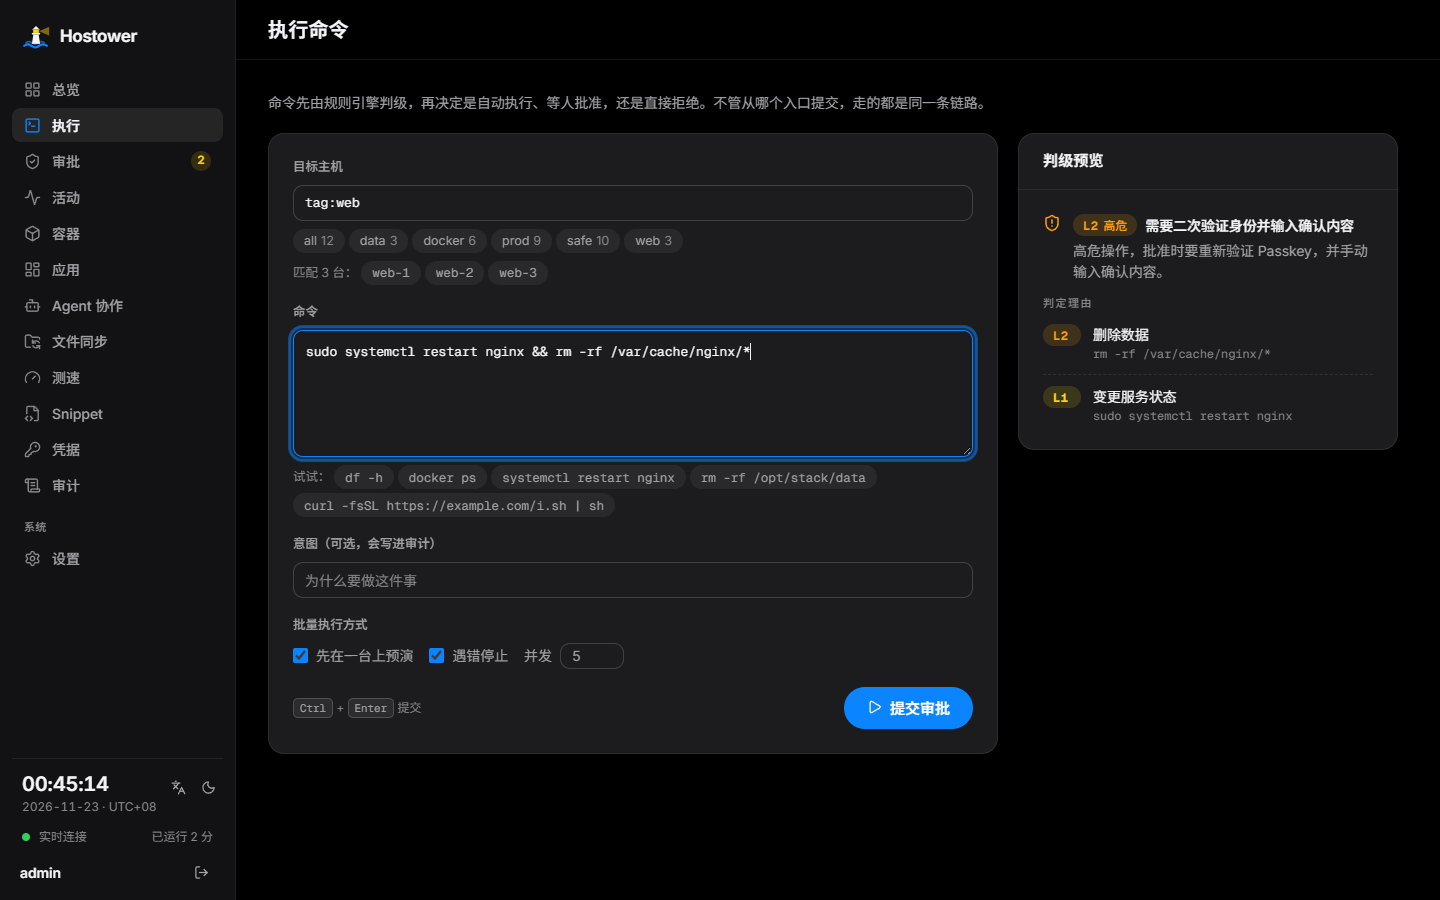 Hostower
总览
执行
审批 2
活动
容器
应用
Agent 协作
文件同步
测速
Snippet
凭据
审计
系统
设置
00:45:14
2026-11-23 · UTC+08
实时连接 已运行 2 分
admin
执行命令
命令先由规则引擎判级，再决定是自动执行、等人批准，还是直接拒绝。不管从哪个入口提交，走的都是同一条链路。
目标主机
tag:web
all 12 data 3 docker 6 prod 9 safe 10 web 3
匹配 3 台： web-1 web-2 web-3
命令
sudo systemctl restart nginx && rm -rf /var/cache/nginx/*
试试： df -h docker ps systemctl restart nginx rm -rf /opt/stack/data
curl -fsSL https://example.com/i.sh | sh
意图（可选，会写进审计）
为什么要做这件事
批量执行方式
先在一台上预演 遇错停止 并发 5
Ctrl + Enter 提交
提交审批
判级预览
L2 高危 需要二次验证身份并输入确认内容
高危操作，批准时要重新验证 Passkey，并手动
输入确认内容。
判定理由
L2 删除数据
rm -rf /var/cache/nginx/*
L1 变更服务状态
sudo systemctl restart nginx